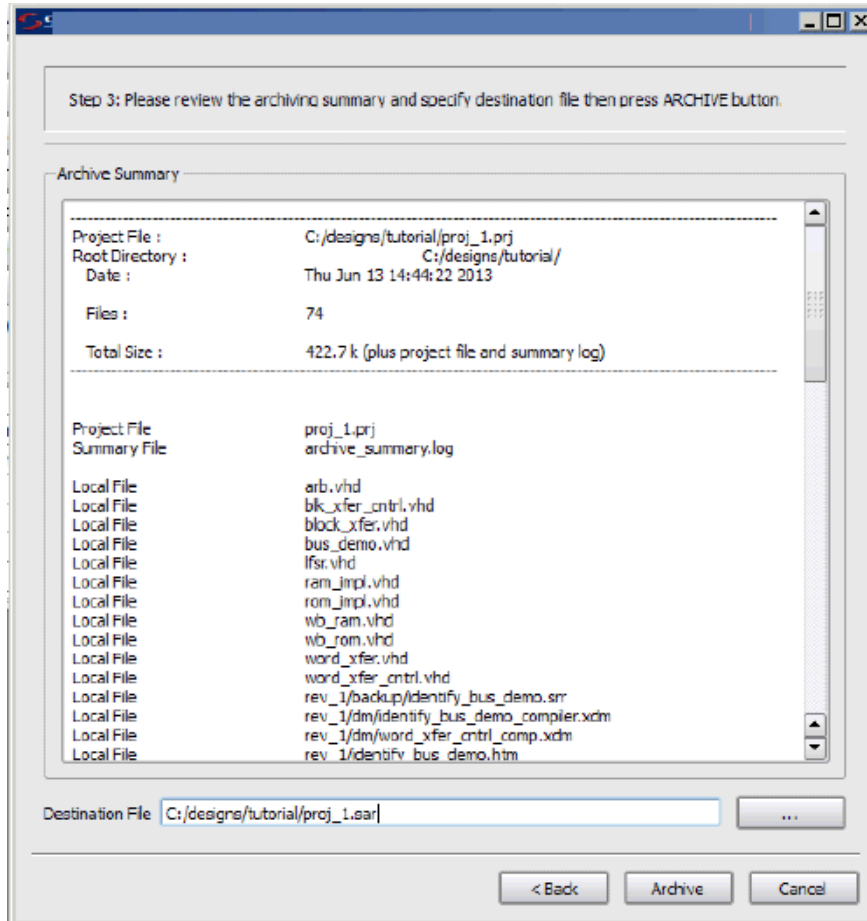 Step 3: Please review the archiving summary and specify destination file then press ARCHIVE button.
Archive Summary
Project File : C:/designs/tutorial/proj_1.prj
Root Directory : C:/designs/tutorial/
Date : Thu Jun 13 14:44:22 2013
Files : 74
Total Size : 422.7 k (plus project file and summary log)
Project File proj_1.prj
Summary File archive_summary.log
Local File arb.vhd
Local File blk_xfer_cntrl.vhd
Local File block_xfer.vhd
Local File bus_demo.vhd
Local File lfsr.vhd
Local File ram_impl.vhd
Local File rom_impl.vhd
Local File wb_ram.vhd
Local File wb_rom.vhd
Local File word_xfer.vhd
Local File word_xfer_cntrl.vhd
Local File rev_1/backup/identify_bus_demo.srr
Local File rev_1/dm/identify_bus_demo_compiler.xdm
Local File rev_1/dm/word_xfer_cntrl_comp.xdm
Local File rev_1/identify_bus_demo.htm
Destination File C:/designs/tutorial/proj_1.sar ...
< Back Archive Cancel